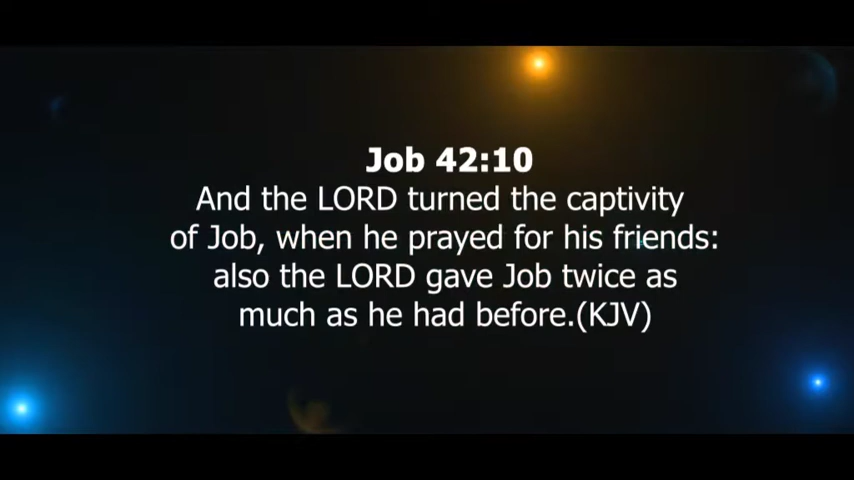 Job 42:10
And the LORD turned the captivity
of Job, when he prayed for his friends:
also the LORD gave Job twice as
much as he had before.(KJV)